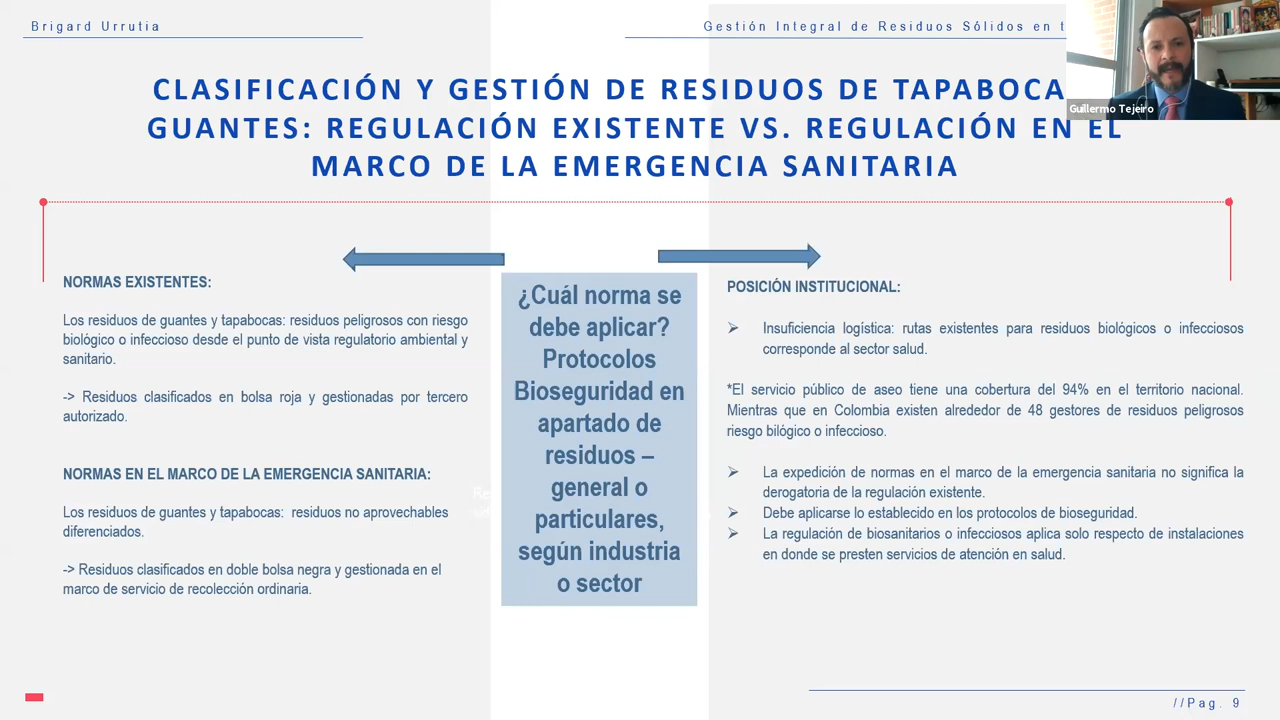 Brigard Urrutia
Gestión Integral de Residuos Sólidos en t
Guillermo Tejeiro
CLASIFICACIÓN Y GESTIÓN DE RESIDUOS DE TAPABOCA
GUANTES: REGULACIÓN EXISTENTE VS. REGULACIÓN EN EL
MARCO DE LA EMERGENCIA SANITARIA
NORMAS EXISTENTES:
Los residuos de guantes y tapabocas: residuos peligrosos con riesgo
biológico o infeccioso desde el punto de vista regulatorio ambiental y
sanitario.
-> Residuos clasificados en bolsa roja y gestionadas por tercero
autorizado.
NORMAS EN EL MARCO DE LA EMERGENCIA SANITARIA:
Los residuos de guantes y tapabocas: residuos no aprovechables
diferenciados.
-> Residuos clasificados en doble bolsa negra y gestionada en el
marco de servicio de recolección ordinaria.
¿Cuál norma se
debe aplicar?
Protocolos
Bioseguridad en
apartado de
residuos –
general o
particulares,
según industria
o sector
POSICIÓN INSTITUCIONAL:
➢ Insuficiencia logística: rutas existentes para residuos biológicos o infecciosos
corresponde al sector salud.
*El servicio público de aseo tiene una cobertura del 94% en el territorio nacional.
Mientras que en Colombia existen alrededor de 48 gestores de residuos peligrosos
riesgo bilógico o infeccioso.
➢ La expedición de normas en el marco de la emergencia sanitaria no significa la
derogatoria de la regulación existente.
➢ Debe aplicarse lo establecido en los protocolos de bioseguridad.
➢ La regulación de biosanitarios o infecciosos aplica solo respecto de instalaciones
en donde se presten servicios de atención en salud.
//Pag. 9